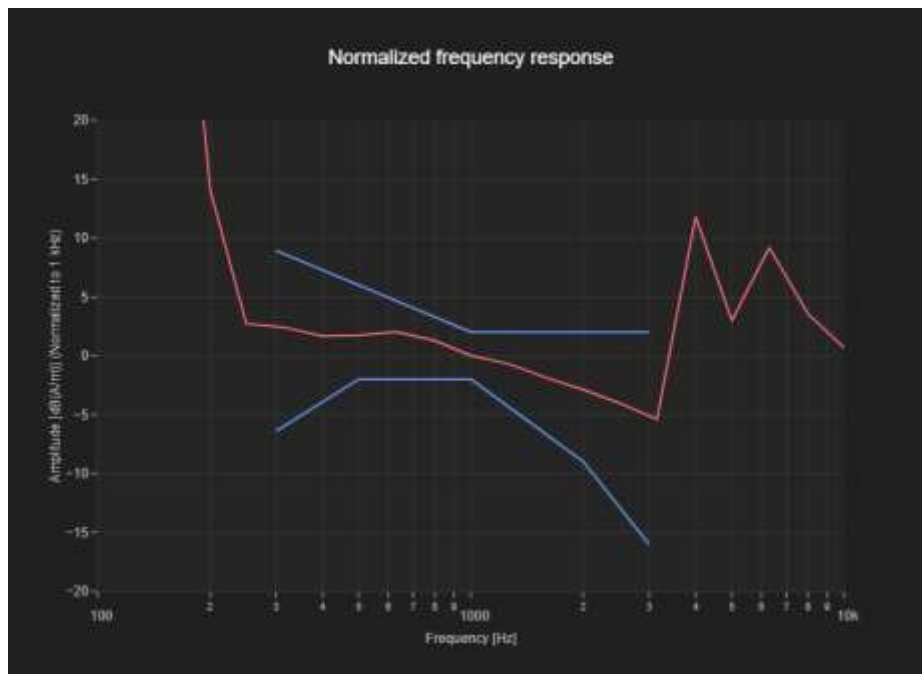 Normalized frequency response
Amplitude [dB(A/m)] (Normalized to 1 kHz)
20
15
10
5
0
−5
−10
−15
−20
2 3 4 5 6 7 8 9 2 3 4 5 6 7 8 9
100 1000 10k
Frequency [Hz]